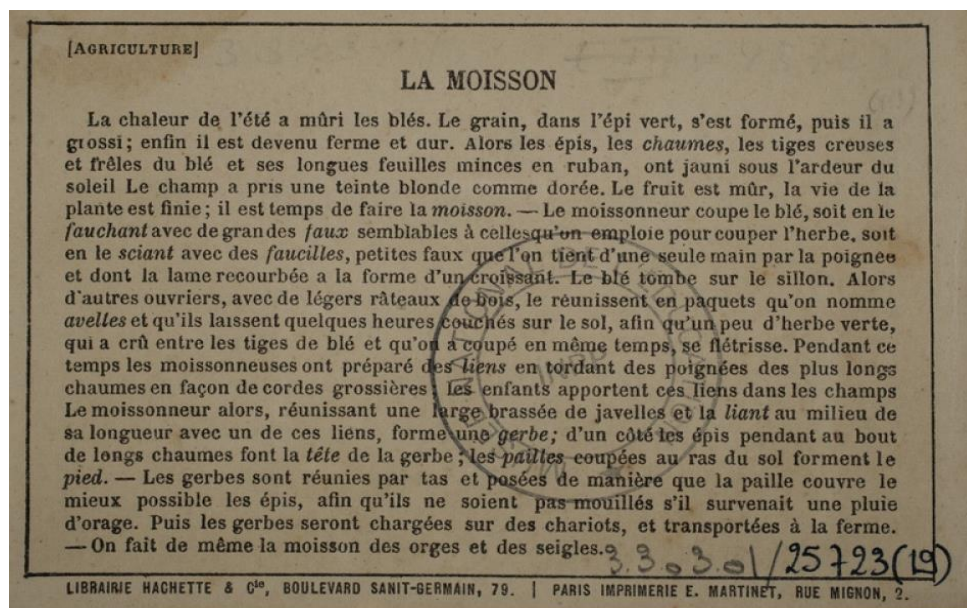 [AGRICULTURE]
LA MOISSON
La chaleur de l'été a mûri les blés. Le grain, dans l'épi vert, s'est formé, puis il a
grossi; enfin il est devenu ferme et dur. Alors les épis, les chaumes, les tiges creuses
et frêles du blé et ses longues feuilles minces en ruban, ont jauni sous l'ardeur du
soleil Le champ a pris une teinte blonde comme dorée. Le fruit est mûr, la vie de la
plante est finie; il est temps de faire la moisson. — Le moissonneur coupe le blé, soit en le
fauchant avec de grandes faux semblables à celles qu'on emploie pour couper l'herbe, soit
en le sciant avec des faucilles, petites faux que l'on tient d'une seule main par la poignée
et dont la lame recourbée a la forme d'un croissant. Le blé tombe sur le sillon. Alors
d'autres ouvriers, avec de légers râteaux de bois, le réunissent en paquets qu'on nomme
avelles et qu'ils laissent quelques heures couchés sur le sol, afin qu'un peu d'herbe verte,
qui a crû entre les tiges de blé et qu'on a coupé en même temps, se flétrisse. Pendant ce
temps les moissonneuses ont préparé des liens en tordant des poignées des plus longs
chaumes en façon de cordes grossières; les enfants apportent ces liens dans les champs
Le moissonneur alors, réunissant une large brassée de javelles et la liant au milieu de
sa longueur avec un de ces liens, forme une gerbe; d'un côté les épis pendant au bout
de longs chaumes font la tête de la gerbe; les pailles coupées au ras du sol forment le
pied. — Les gerbes sont réunies par tas et posées de manière que la paille couvre le
mieux possible les épis, afin qu'ils ne soient pas mouillés s'il survenait une pluie
d'orage. Puis les gerbes seront chargées sur des chariots, et transportées à la ferme.
— On fait de même la moisson des orges et des seigles.
3.3.03.01/25723(19)
LIBRAIRIE HACHETTE & Cie, BOULEVARD SANIT-GERMAIN, 79. | PARIS IMPRIMERIE E. MARTINET, RUE MIGNON, 2.